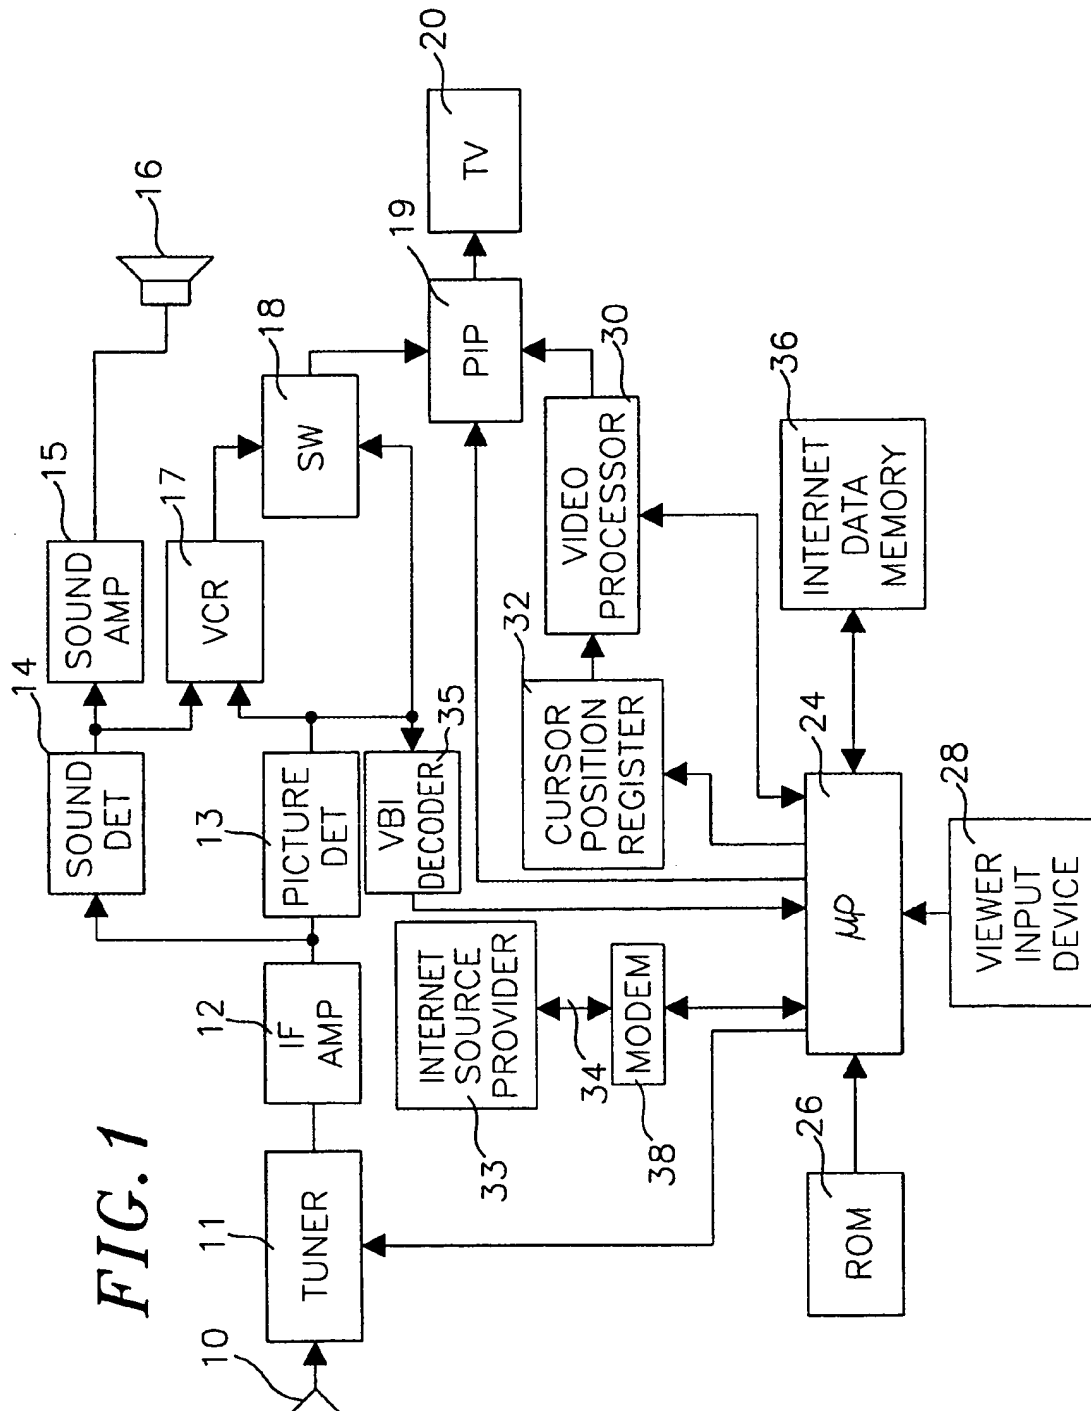 FIG.1
10
11
TUNER
12
IF
AMP
13
PICTURE
DET
14
SOUND
DET
15
SOUND
AMP
16
17
VCR
18
SW
19
PIP
20
TV
35
VBI
DECODER
33
INTERNET
SOURCE
PROVIDER
34
38
MODEM
32
CURSOR
POSITION
REGISTER
30
VIDEO
PROCESSOR
26
ROM
24
μP
28
VIEWER
INPUT
DEVICE
36
INTERNET
DATA
MEMORY